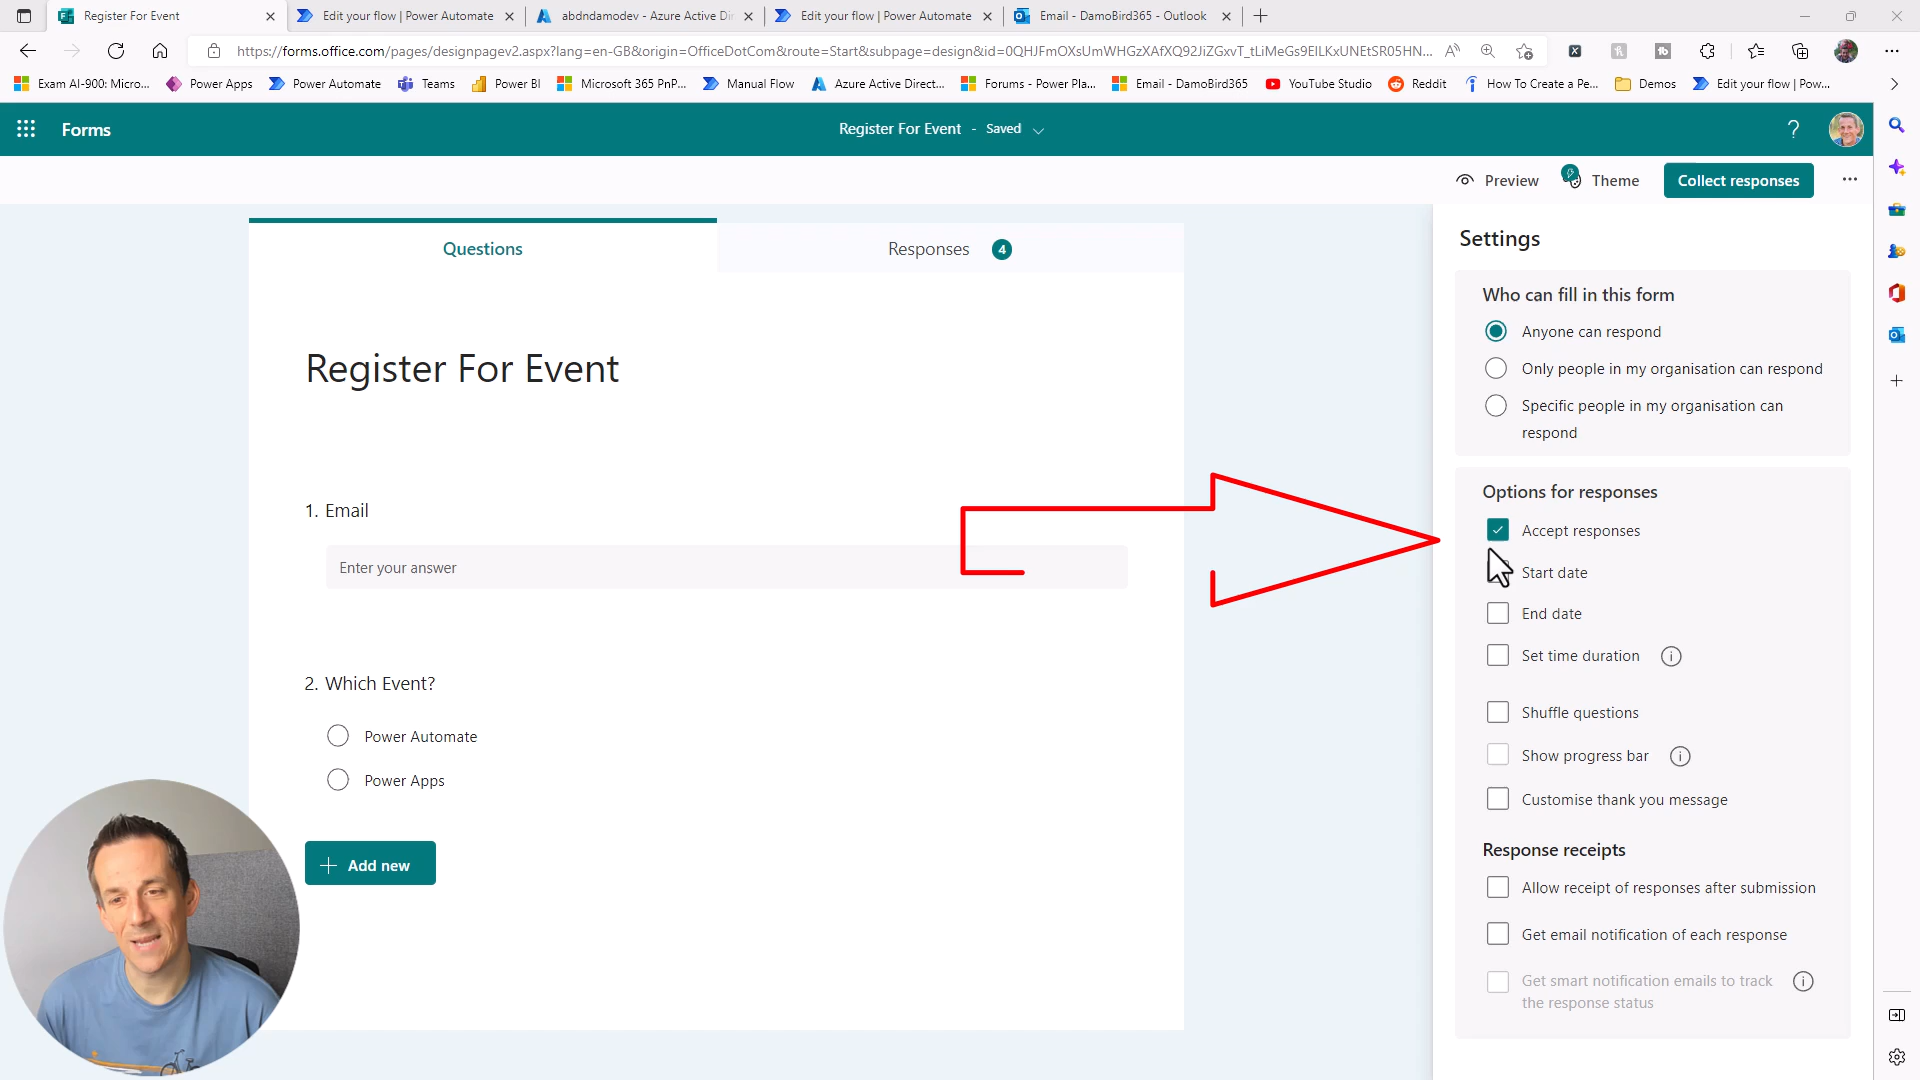 Register For Event
Edit your flow | Power Automate
abdndamodev - Azure Active Di
Edit your flow | Power Automate
Email - DamoBird365 - Outlook
https://forms.office.com/pages/designpagev2.aspx?lang=en-GB&origin=OfficeDotCom&route=Start&subpage=design&id=0QHJFmOXsUmWHGzXAfXQ92JiZGxvT_tLiMeGs9EILKxUNEtSR05HN...
Exam AI-900: Micro...
Power Apps
Power Automate
Teams
Power BI
Microsoft 365 PnP...
Manual Flow
Azure Active Direct...
Forums - Power Pla...
Email - DamoBird365
YouTube Studio
Reddit
How To Create a Pe...
Demos
Edit your flow | Pow...
Forms
Register For Event - Saved
?
Preview
Theme
Collect responses
Questions
Responses 4
Settings
Who can fill in this form
Anyone can respond
Only people in my organisation can respond
Specific people in my organisation can
respond
Register For Event
Options for responses
1. Email
Accept responses
Enter your answer
Start date
End date
Set time duration
2. Which Event?
Shuffle questions
Power Automate
Show progress bar
Power Apps
Customise thank you message
Add new
Response receipts
Allow receipt of responses after submission
Get email notification of each response
Get smart notification emails to track
the response status